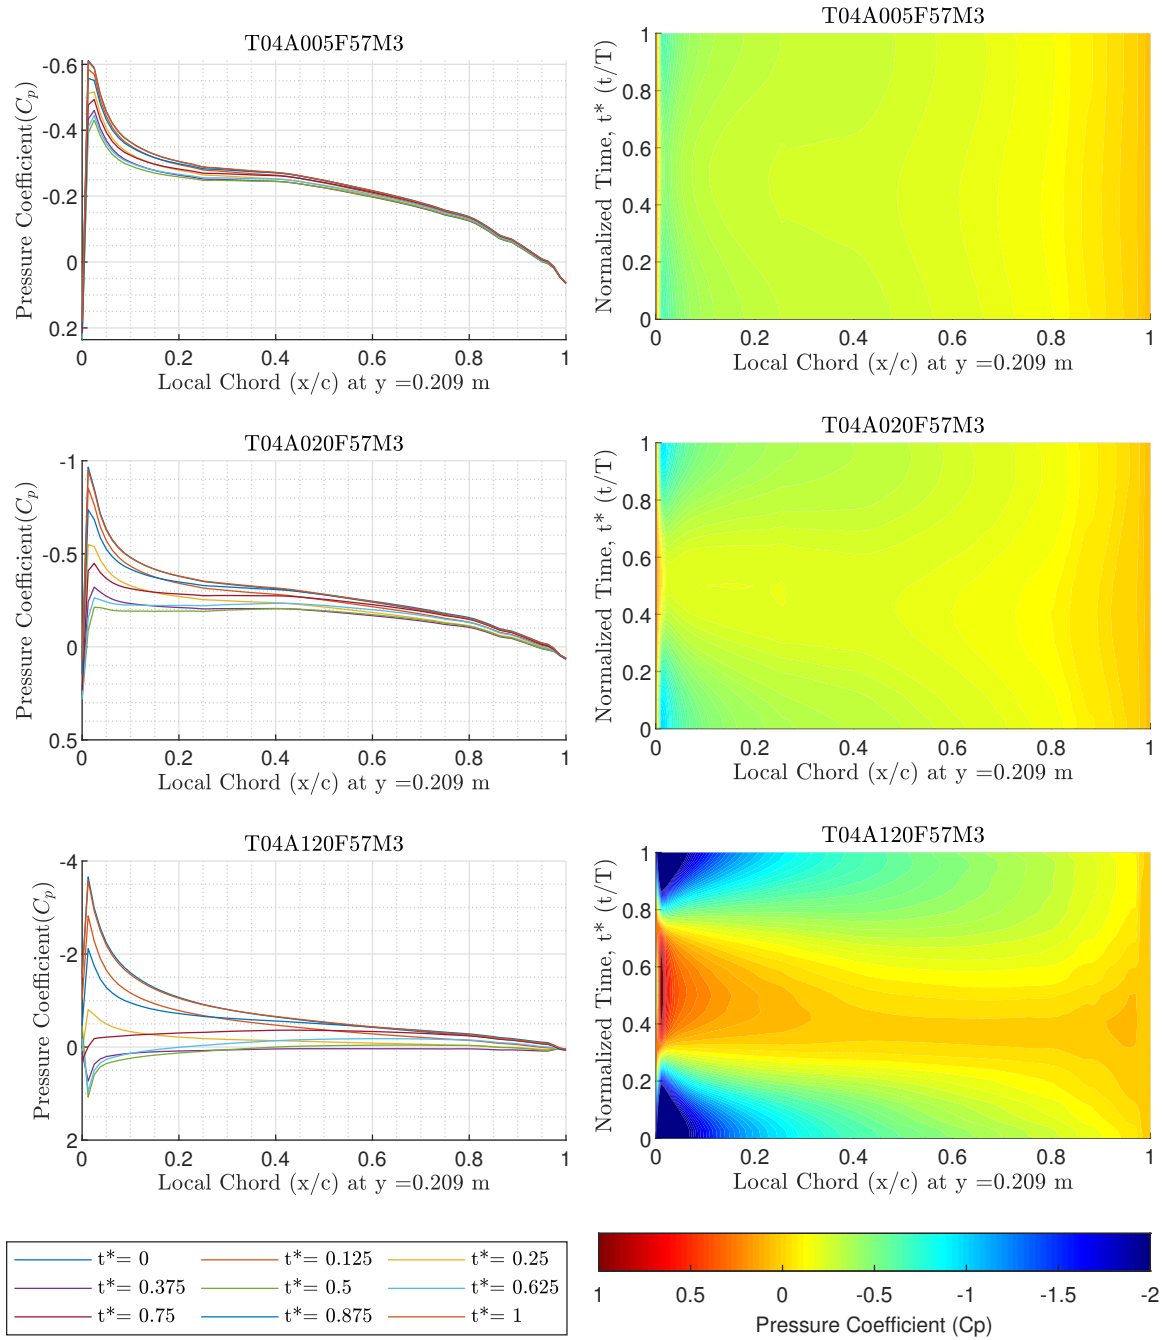 T04A005F57M3
-0.6
-0.4
-0.2
0
0.2
Pressure Coefficient(C_p)
0 0.2 0.4 0.6 0.8 1
Local Chord (x/c) at y =0.209 m
T04A005F57M3
1
0.8
0.6
0.4
0.2
0
Normalized Time, t* (t/T)
0 0.2 0.4 0.6 0.8 1
Local Chord (x/c) at y =0.209 m
T04A020F57M3
-1
-0.5
0
0.5
Pressure Coefficient(C_p)
0 0.2 0.4 0.6 0.8 1
Local Chord (x/c) at y =0.209 m
T04A020F57M3
1
0.8
0.6
0.4
0.2
0
Normalized Time, t* (t/T)
0 0.2 0.4 0.6 0.8 1
Local Chord (x/c) at y =0.209 m
T04A120F57M3
-4
-2
0
2
Pressure Coefficient(C_p)
0 0.2 0.4 0.6 0.8 1
Local Chord (x/c) at y =0.209 m
T04A120F57M3
1
0.8
0.6
0.4
0.2
0
Normalized Time, t* (t/T)
0 0.2 0.4 0.6 0.8 1
Local Chord (x/c) at y =0.209 m
t*= 0 t*= 0.125 t*= 0.25
t*= 0.375 t*= 0.5 t*= 0.625
t*= 0.75 t*= 0.875 t*= 1
1 0.5 0 -0.5 -1 -1.5 -2
Pressure Coefficient (Cp)